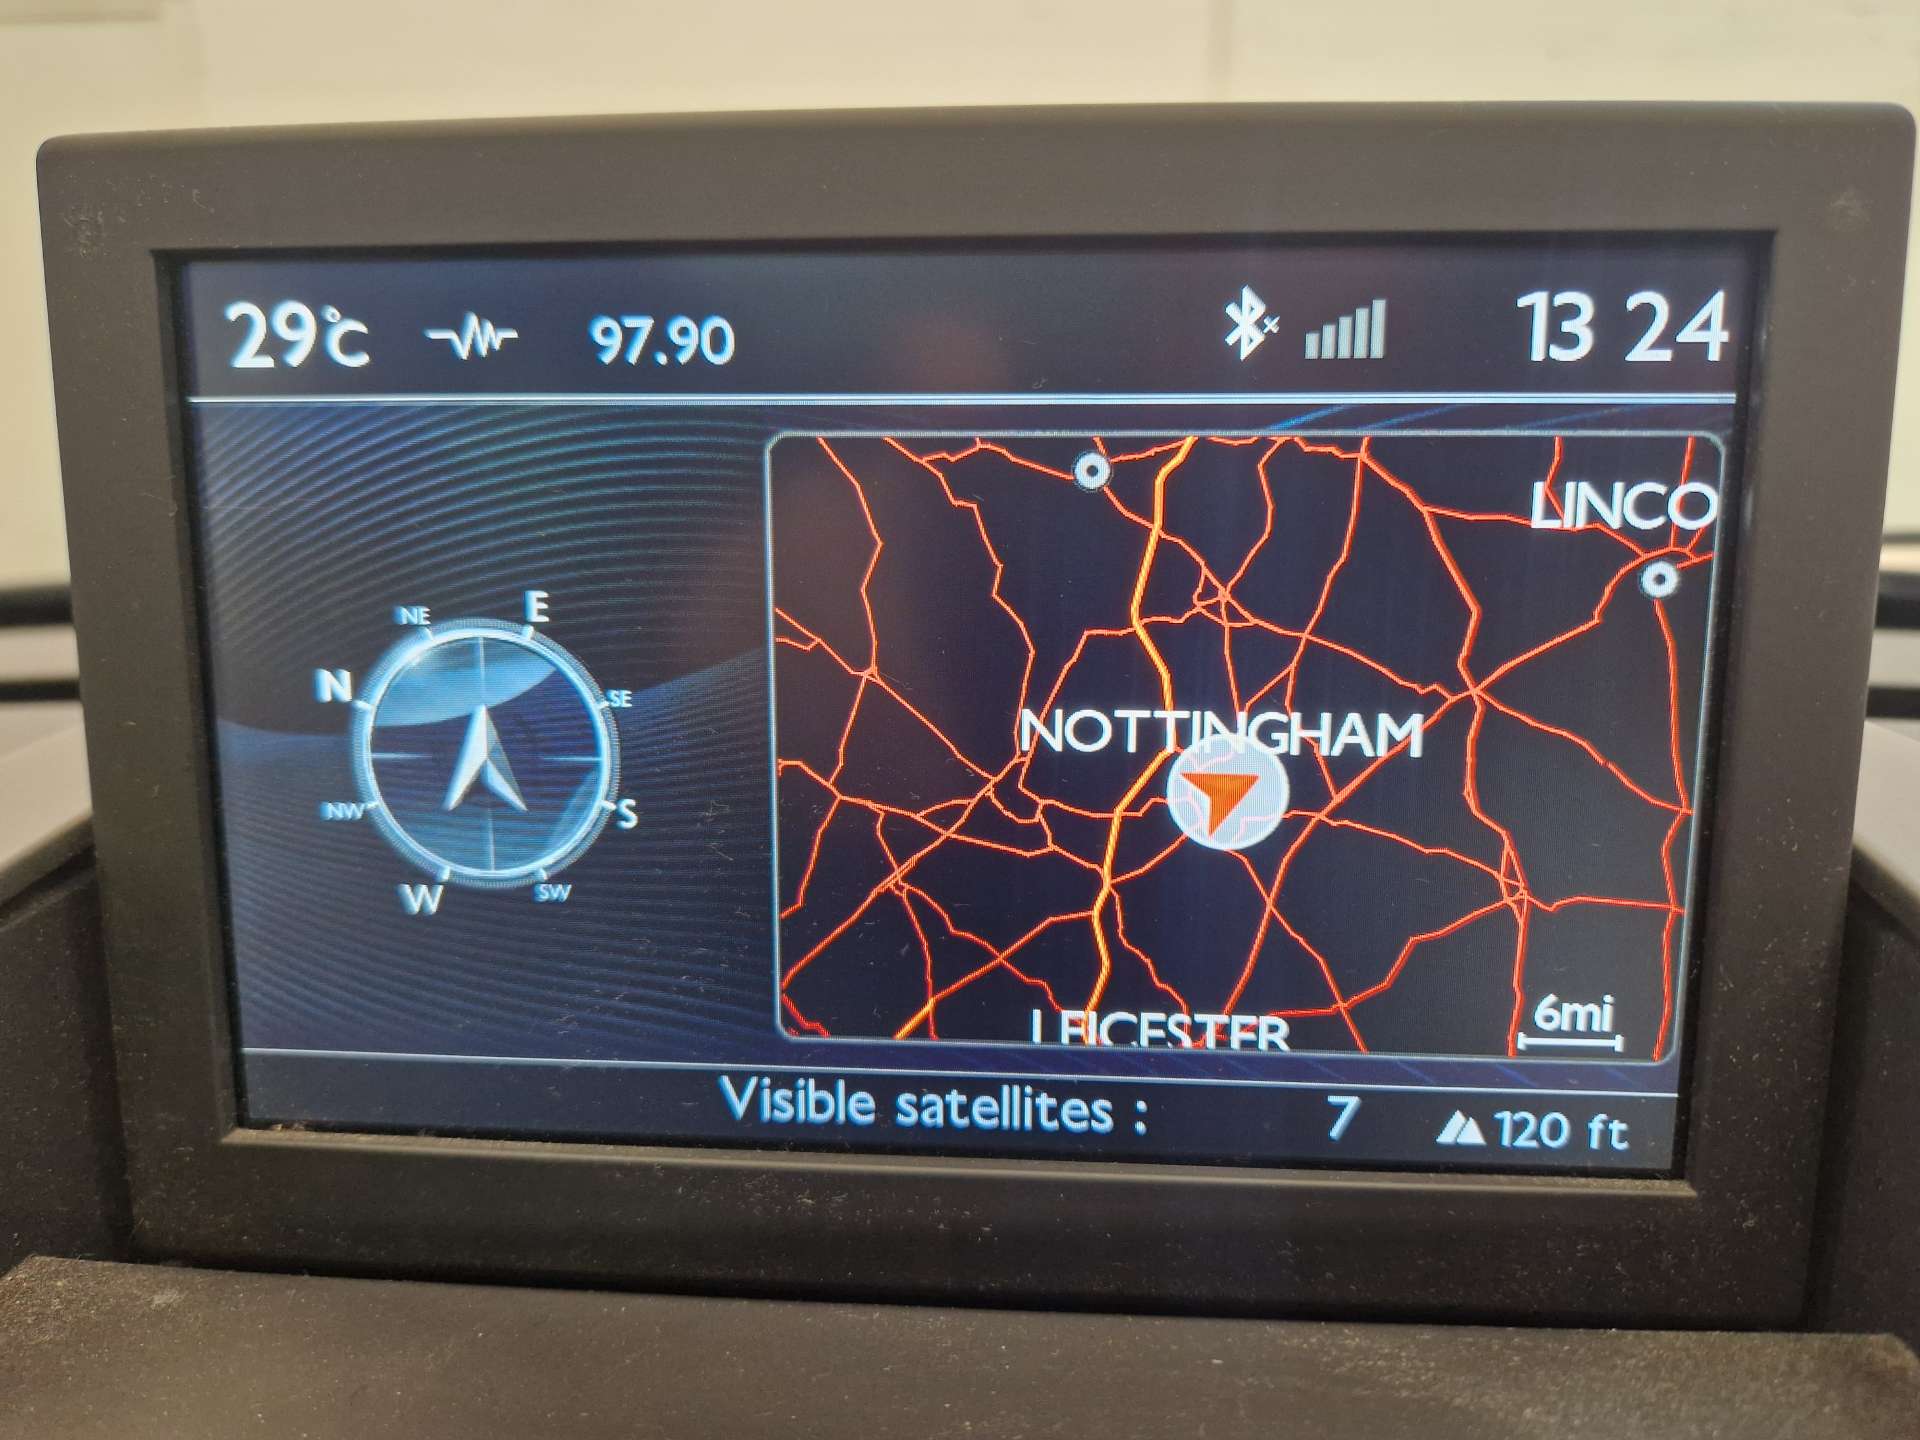 29°C 97.90 13 24
LINCO
NE E
N SE
NOTTINGHAM
NW S
W SW
LEICESTER
6mi
Visible satellites : 7 120 ft